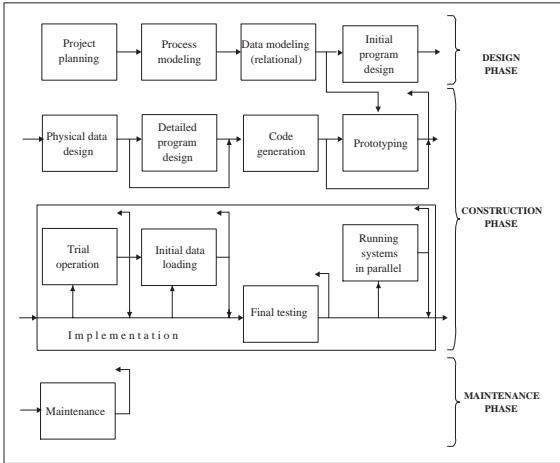 Project
planning
Process
modeling
Data modeling
(relational)
Initial
program
design
DESIGN
PHASE
Physical data
design
Detailed
program
design
Code
generation
Prototyping
CONSTRUCTION
PHASE
Trial
operation
Initial data
loading
Running
systems
in parallel
Final testing
Implementation
Maintenance
MAINTENANCE
PHASE